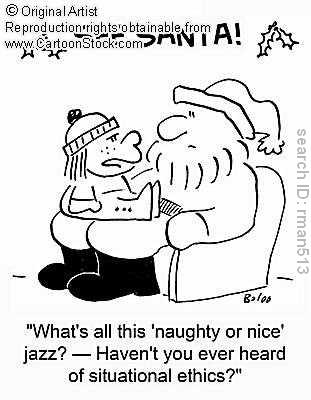 © Original Artist
Reproduction rights obtainable from
www.CartoonStock.com
SANTA!
search ID: rman513
Baloo
"What's all this 'naughty or nice'
jazz? — Haven't you ever heard
of situational ethics?"